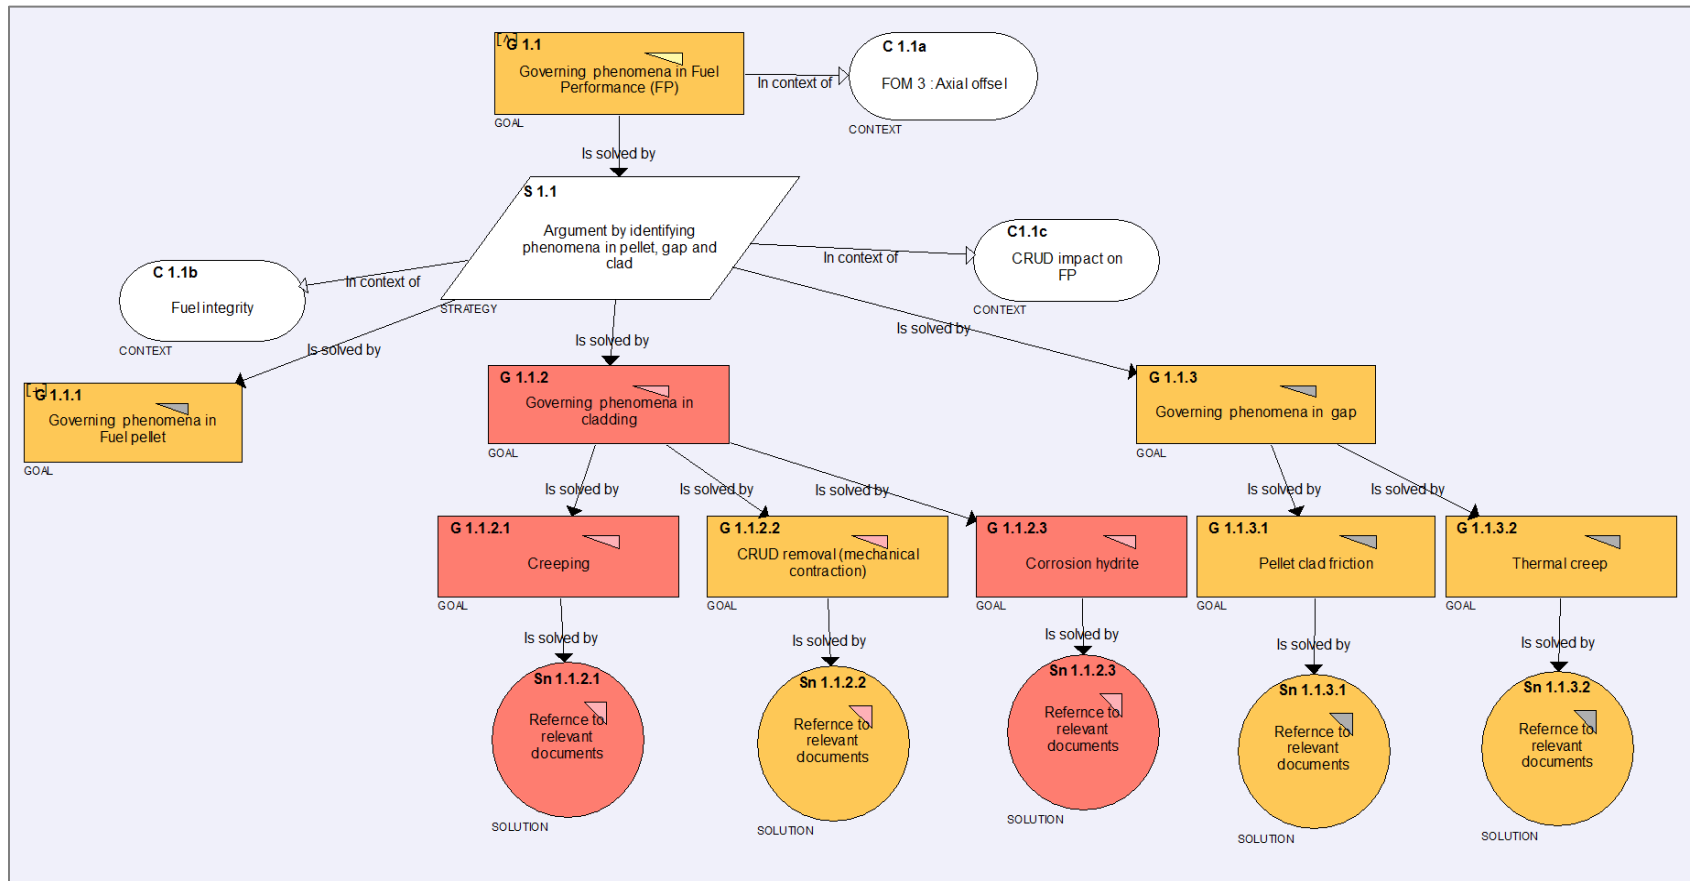 [^]
G 1.1
Governing phenomena in Fuel
Performance (FP)
GOAL
In context of
C 1.1a
FOM 3 : Axial offsel
CONTEXT
Is solved by
S 1.1
Argument by identifying
phenomena in pellet, gap and
clad
STRATEGY
In context of
C 1.1b
Fuel integrity
CONTEXT
In context of
C1.1c
CRUD impact on
FP
CONTEXT
Is solved by
Is solved by
Is solved by
G 1.1.1
Governing phenomena in
Fuel pellet
GOAL
G 1.1.2
Governing phenomena in
cladding
GOAL
G 1.1.3
Governing phenomena in gap
GOAL
Is solved by
Is solved by
Is solved by
Is solved by
Is solved by
G 1.1.2.1
Creeping
GOAL
G 1.1.2.2
CRUD removal (mechanical
contraction)
GOAL
G 1.1.2.3
Corrosion hydrite
GOAL
G 1.1.3.1
Pellet clad friction
GOAL
G 1.1.3.2
Thermal creep
GOAL
Is solved by
Is solved by
Is solved by
Is solved by
Is solved by
Sn 1.1.2.1
Refernce to
relevant
documents
SOLUTION
Sn 1.1.2.2
Refernce to
relevant
documents
SOLUTION
Sn 1.1.2.3
Refernce to
relevant
documents
SOLUTION
Sn 1.1.3.1
Refernce to
relevant
documents
SOLUTION
Sn 1.1.3.2
Refernce to
relevant
documents
SOLUTION